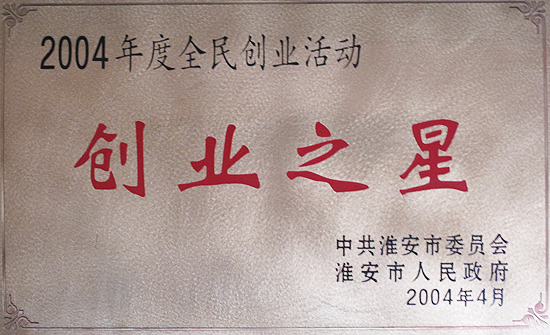 2004年度全民创业活动
创业之星
中共淮安市委员会
淮安市人民政府
2004年4月